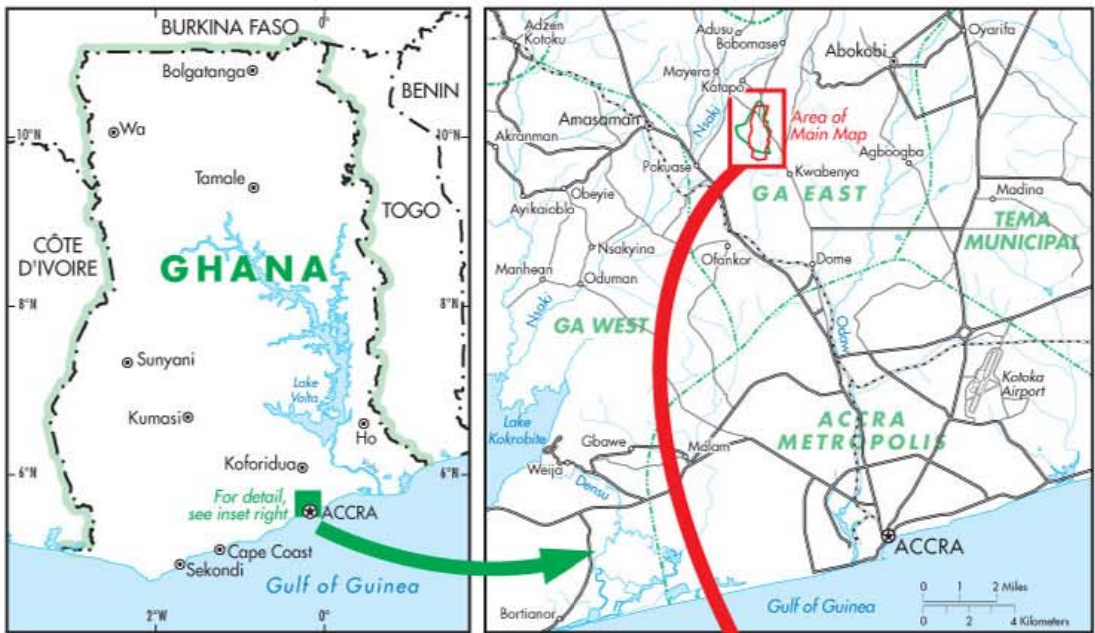 BURKINA FASO
0°
Bolgatanga
BENIN
10°N
10°N
Wa
Tamale
TOGO
CÔTE
D'IVOIRE
GHANA
8°N
8°N
Sunyani
Lake
Volta
Kumasi
Ho
Koforidua
6°N
6°N
For detail,
see inset right
ACCRA
Cape Coast
Sekondi
Gulf of Guinea
2°W
0°
Adzen
Kotoku
Adusu
Bobomase
Oyarifa
Abokobi
Mayera
Katapo
Amasaman
Nsaki
Area of
Main Map
Akranman
Agboogba
Pokuase
Kwabenya
Obeyie
GA EAST
Madina
Ayikaiobla
TEMA
MUNICIPAL
Nsakyina
Ofankor
Dome
Manhean
Oduman
Nsaki
GA WEST
Odaw
Kotoka
Airport
Lake
Kokrobite
ACCRA
METROPOLIS
Gbawe
Malam
Weija
Densu
ACCRA
0 1 2 Miles
0 2 4 Kilometers
Bortianor
Gulf of Guinea